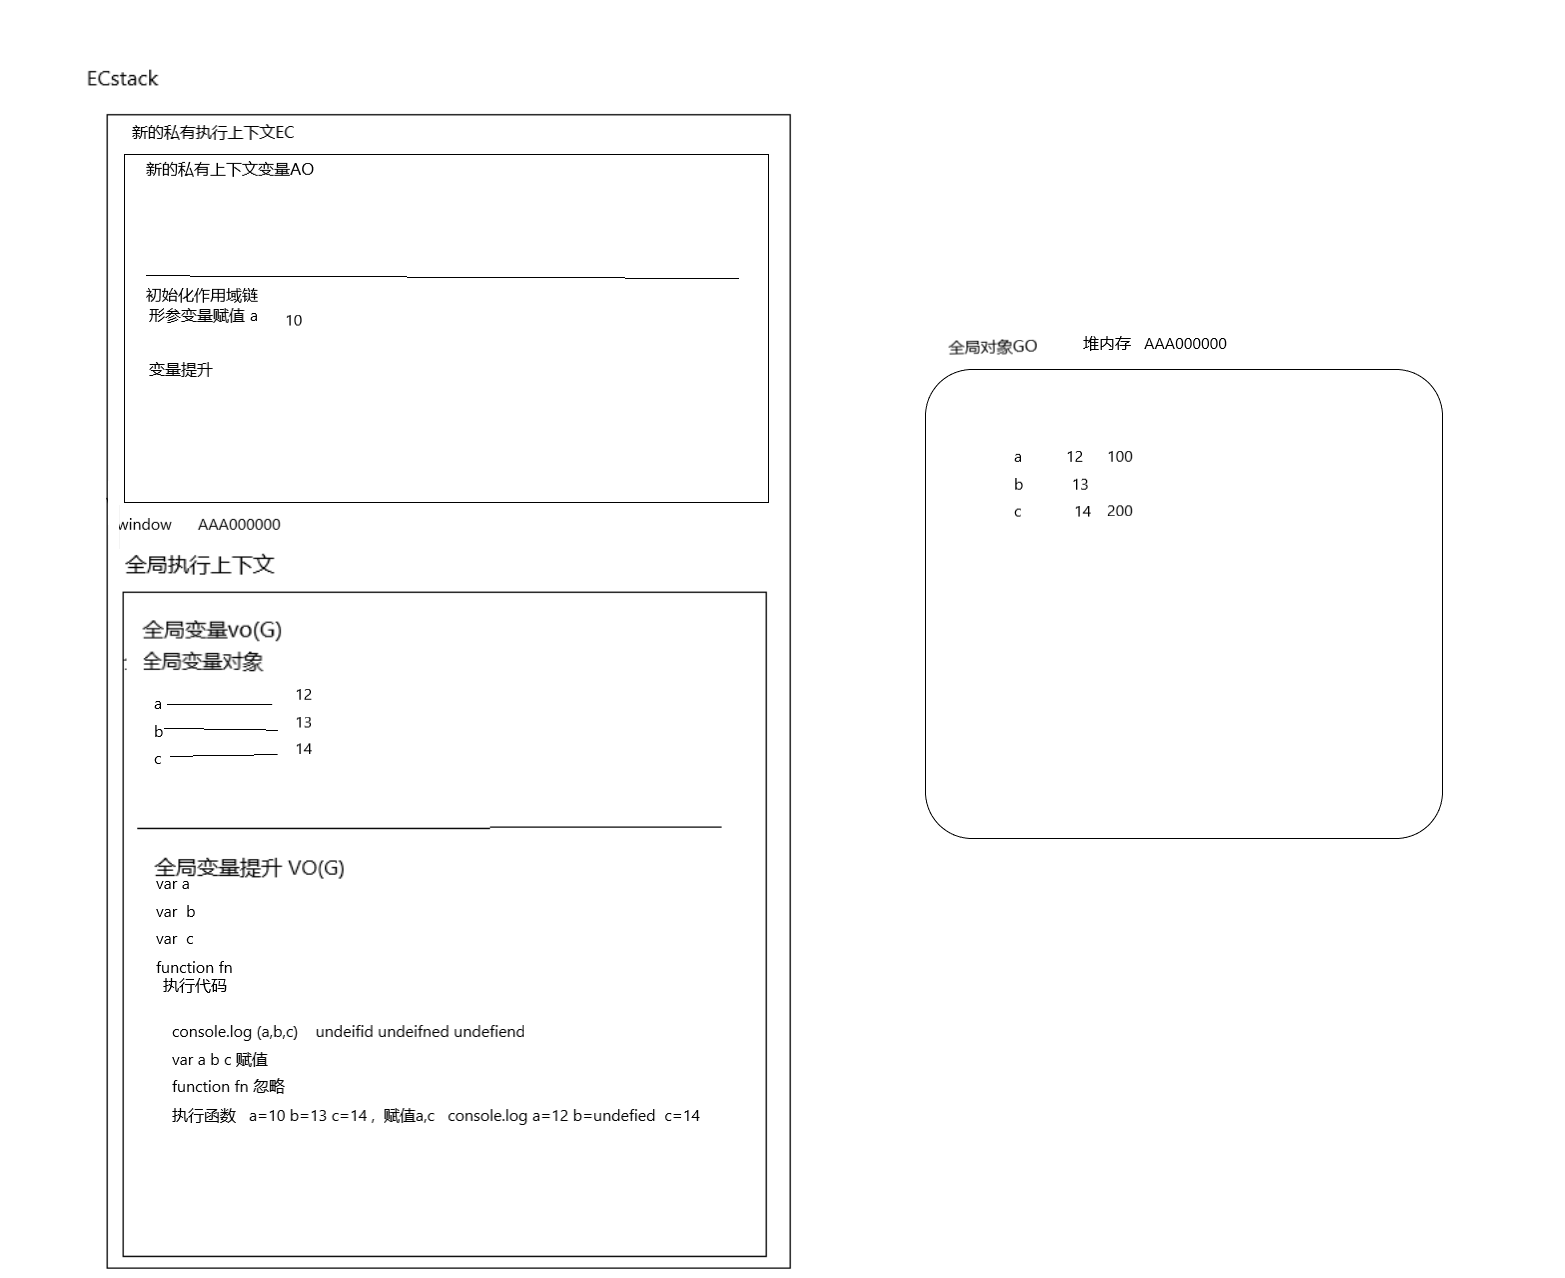 ECstack
新的私有执行上下文EC
新的私有上下文变量AO
初始化作用域链
形参变量赋值 a 10
变量提升
window AAA000000
全局执行上下文
全局变量vo(G)
全局变量对象
a 12
b 13
c 14
全局变量提升 VO(G)
var a
var b
var c
function fn
执行代码
console.log (a,b,c) undeifid undeifned undefiend
var a b c 赋值
function fn 忽略
执行函数 a=10 b=13 c=14 , 赋值a,c console.log a=12 b=undefied c=14
全局对象GO 堆内存 AAA000000
a 12 100
b 13
c 14 200